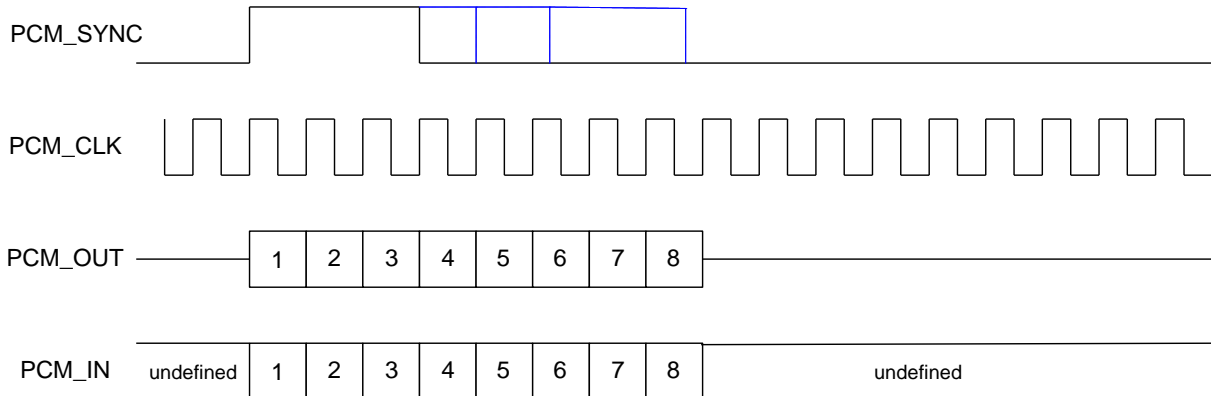 PCM_SYNC
PCM_CLK
PCM_OUT 1 2 3 4 5 6 7 8
PCM_IN undefined 1 2 3 4 5 6 7 8 undefined